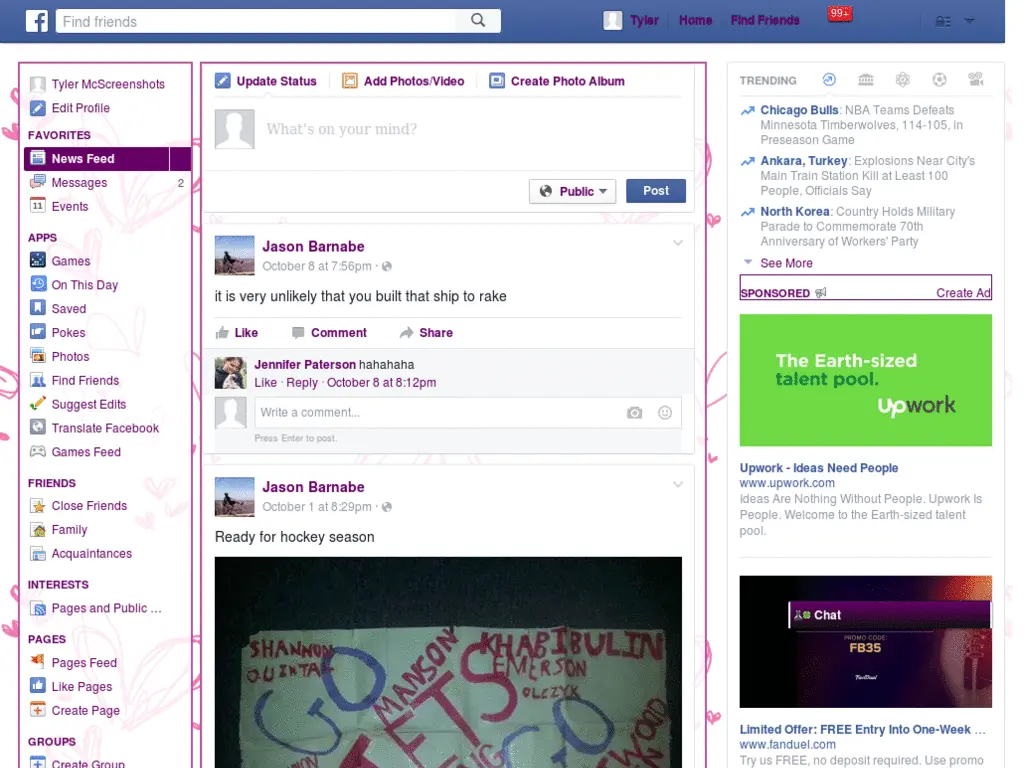 f
Find friends
Tyler
Home
Find Friends
99+
Tyler McScreenshots
Edit Profile
FAVORITES
News Feed
Messages 2
Events
APPS
Games
On This Day
Saved
Pokes
Photos
Find Friends
Suggest Edits
Translate Facebook
Games Feed
FRIENDS
Close Friends
Family
Acquaintances
INTERESTS
Pages and Public ...
PAGES
Pages Feed
Like Pages
Create Page
GROUPS
Create Group
Update Status
Add Photos/Video
Create Photo Album
What's on your mind?
Public
Post
Jason Barnabe
October 8 at 7:56pm ·
it is very unlikely that you built that ship to rake
Like
Comment
Share
Jennifer Paterson hahahaha
Like · Reply · October 8 at 8:12pm
Write a comment...
Press Enter to post.
Jason Barnabe
October 1 at 8:29pm ·
Ready for hockey season
SHANNON
QUINTAL
GO
MANSON
KHABIBULIN
EMERSON
OLCZYK
JETS
GO
TRENDING
Chicago Bulls: NBA Teams Defeats
Minnesota Timberwolves, 114-105, In
Preseason Game
Ankara, Turkey: Explosions Near City's
Main Train Station Kill at Least 100
People, Officials Say
North Korea: Country Holds Military
Parade to Commemorate 70th
Anniversary of Workers' Party
See More
SPONSORED
Create Ad
The Earth-sized
talent pool.
Upwork
Upwork - Ideas Need People
www.upwork.com
ideas Are Nothing Without People. Upwork Is
People. Welcome to the Earth-sized talent
pool.
Chat
PROMO CODE:
FB35
FanDuel
Limited Offer: FREE Entry Into One-Week ...
www.fanduel.com
Try us FREE, no deposit required. Use promo